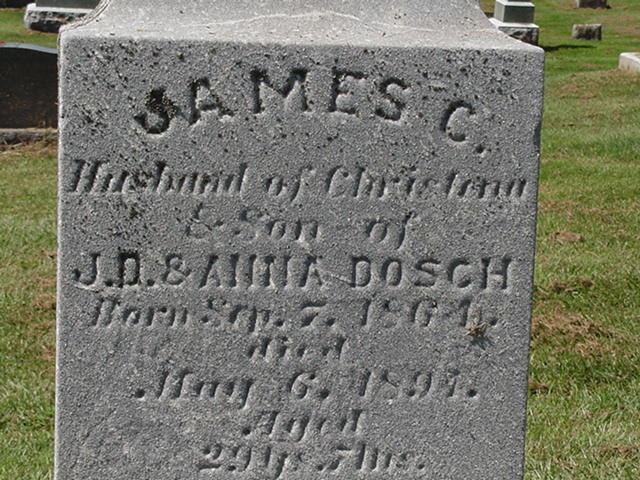 JAMES C.
Husband of Christena
& Son of
J.D. & ANNA DOSCH
Born Sep. 7. 1864.
died
May 6. 1894.
Aged
29 ys. 7 ms.